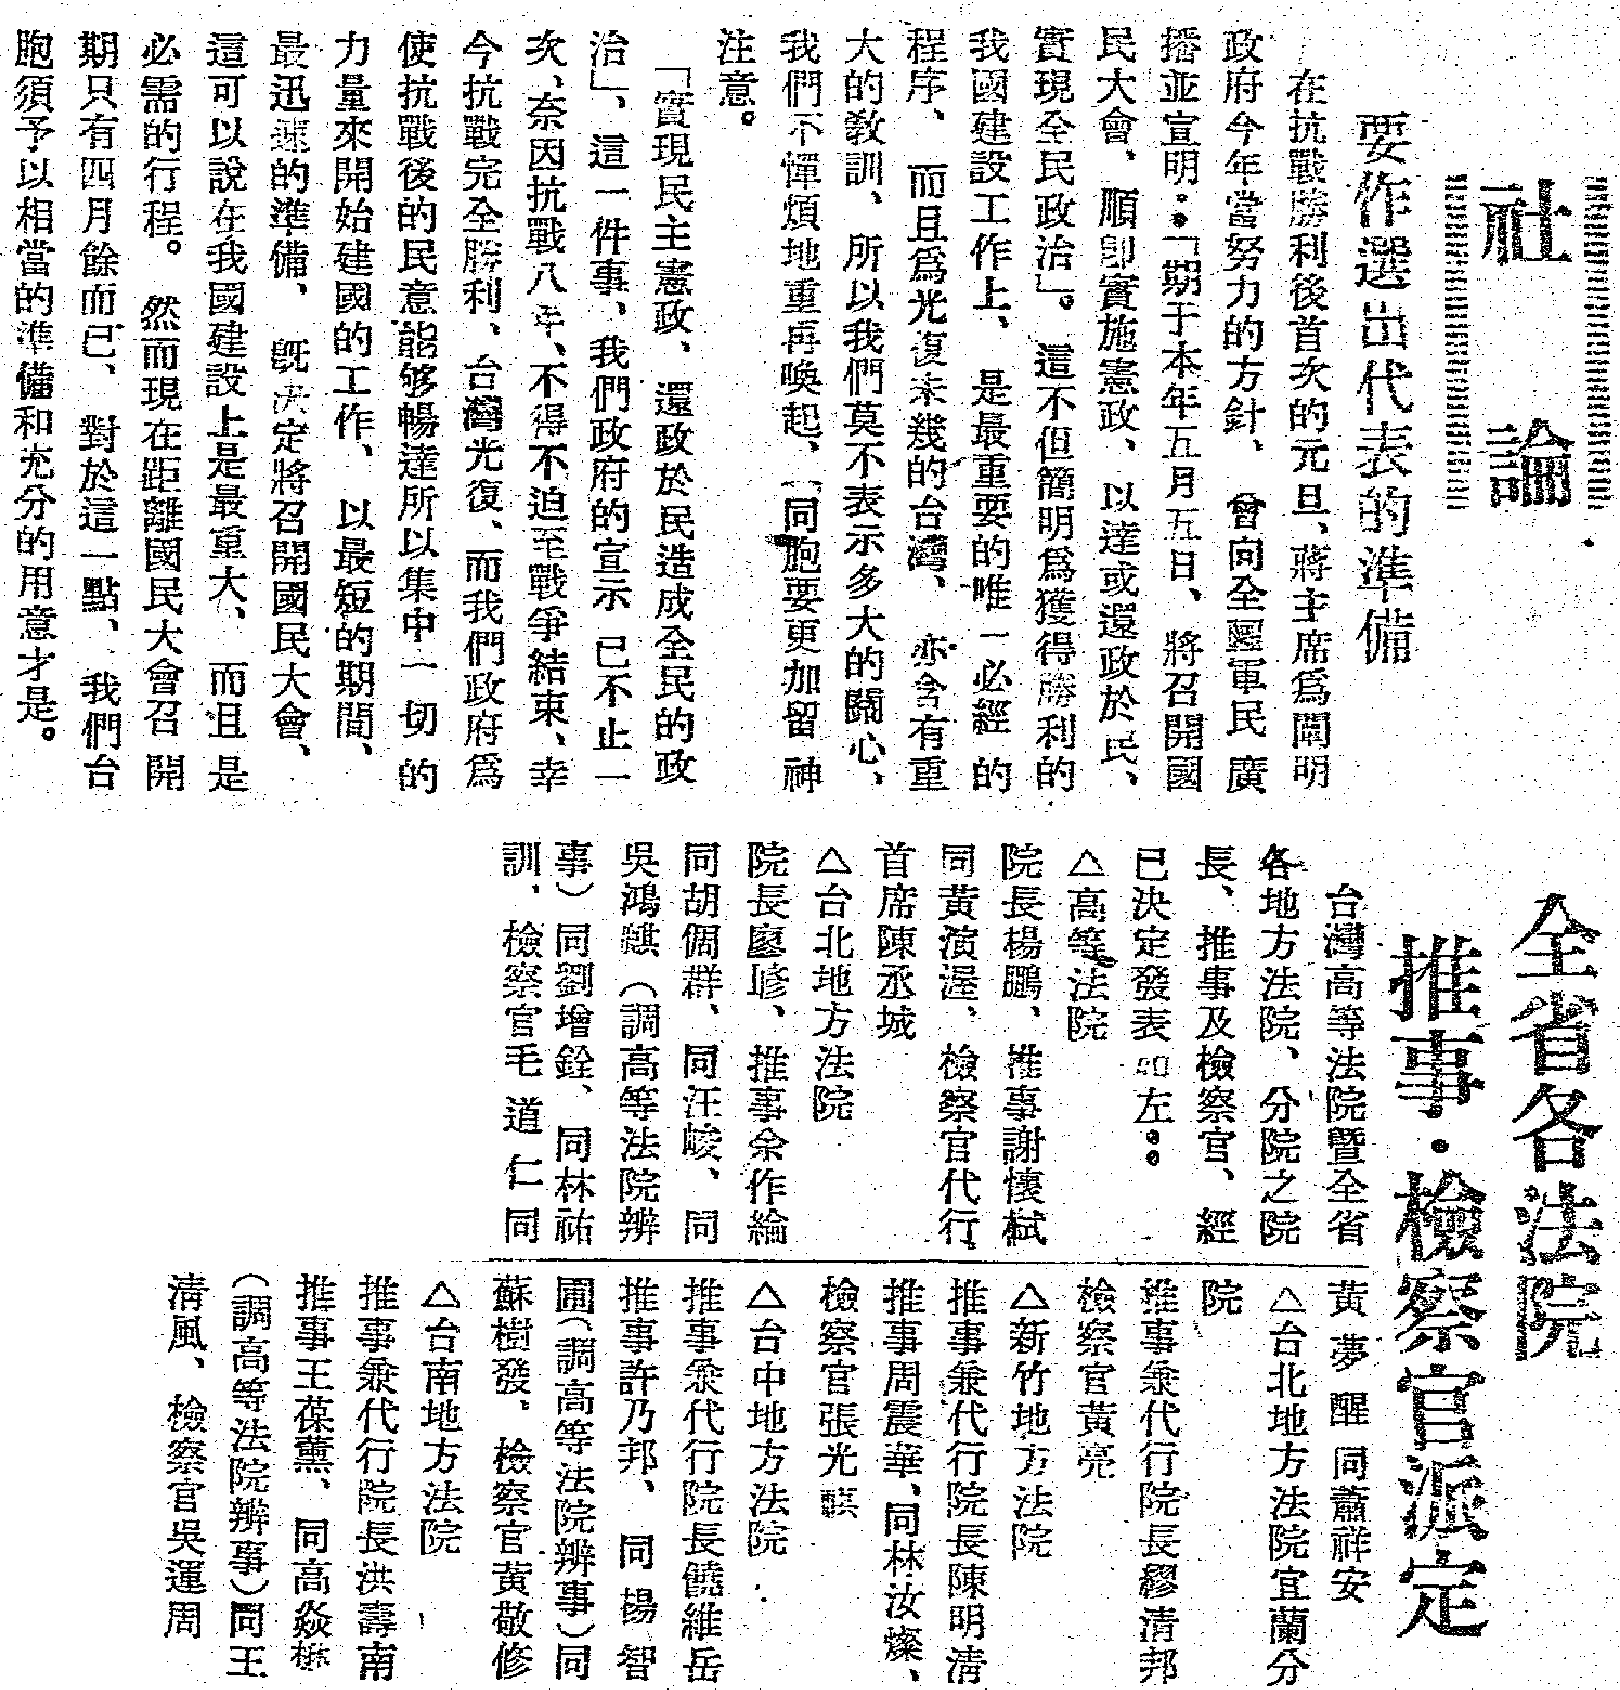 社論
要作選出代表的準備
在抗戰勝利後首次的元旦、蔣主席爲闡明
政府今年當努力的方針、曾向全國軍民廣
播並宣明：「期于本年五月五日、將召開國
民大會、順卽實施憲政、以達或還政於民、
實現全民政治」。這不但簡明爲獲得勝利的
我國建設工作上、是最重要的唯一必經的
程序、而且爲光復未幾的台灣、亦含有重
大的教訓、所以我們莫不表示多大的關心、
我們不憚煩地重再喚起、同胞要更加留神
注意。
「實現民主憲政、還政於民造成全民的政
治」、這一件事、我們政府的宣示已不止一
次、奈因抗戰八年、不得不迫至戰爭結束、幸
今抗戰完全勝利、台灣光復、而我們政府爲
使抗戰後的民意能够暢達所以集中一切的
力量來開始建國的工作、以最短的期間、
最迅速的準備、既决定將召開國民大會、
這可以說在我國建設上是最重大、而且是
必需的行程。然而現在距離國民大會召開
期只有四月餘而已、對於這一點、我們台
胞須予以相當的準備和充分的用意才是。
全省各法院
推事·檢察官派定
台灣高等法院暨全省
各地方法院、分院之院
長、推事及檢察官、經
已決定發表如左：
△高等法院
院長楊鵬、推事謝懷栻
同黃演渥、檢察官代行
首席陳丞城
△台北地方法院
院長廖 、推事余作綸
同胡倜群、同汪峻、同
吳鴻麒（調高等法院辨
事）同劉增銓、同林祐
訓、檢察官毛道仁同
黃夢醒同蕭祥安
△台北地方法院宜蘭分
院
推事兼代行院長繆清邦
檢察官黃亮
△新竹地方法院
推事兼代行院長陳明清
推事周震華、同林汝燦、
檢察官張光祺
△台中地方法院
推事兼代行院長饒維岳
推事許乃邦、同楊智
圃（調高等法院辨事）同
蘇樹發、檢察官黃敬修
△台南地方法院
推事兼代行院長洪壽南
推事王葆薰、同高焱
（調高等法院辨事）同王
清風、檢察官吳運周